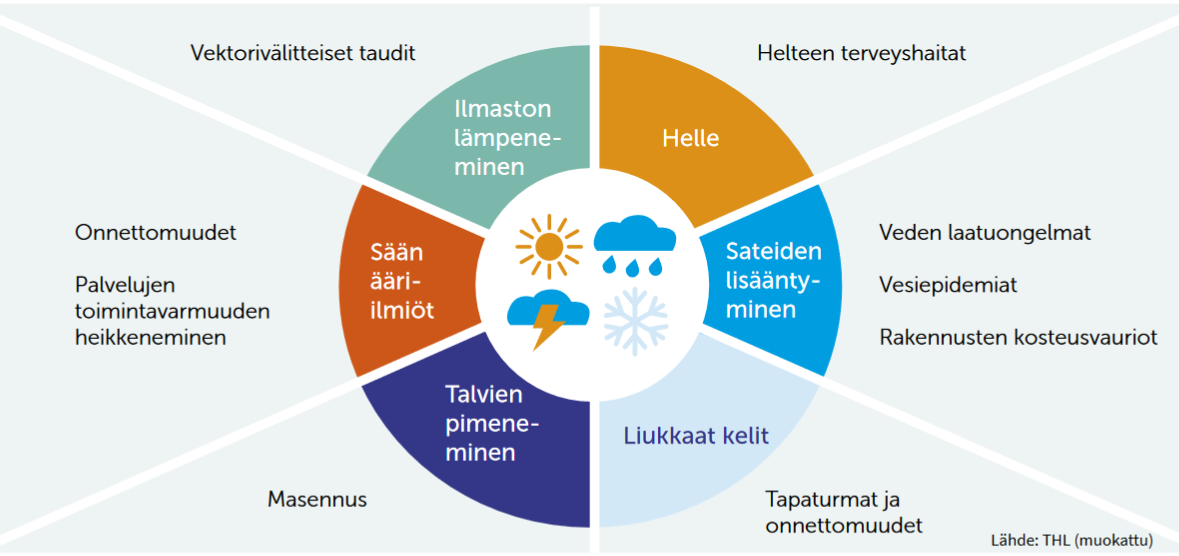 Vektorivälitteiset taudit
Helteen terveyshaitat
Ilmaston
lämpene-
minen
Helle
Onnettomuudet
Palvelujen
toimintavarmuuden
heikkeneminen
Sään
ääri-
ilmiöt
Sateiden
lisäänty-
minen
Veden laatuongelmat
Vesiepidemiat
Rakennusten kosteusvauriot
Talvien
pimene-
minen
Liukkaat kelit
Masennus
Tapaturmat ja
onnettomuudet
Lähde: THL (muokattu)